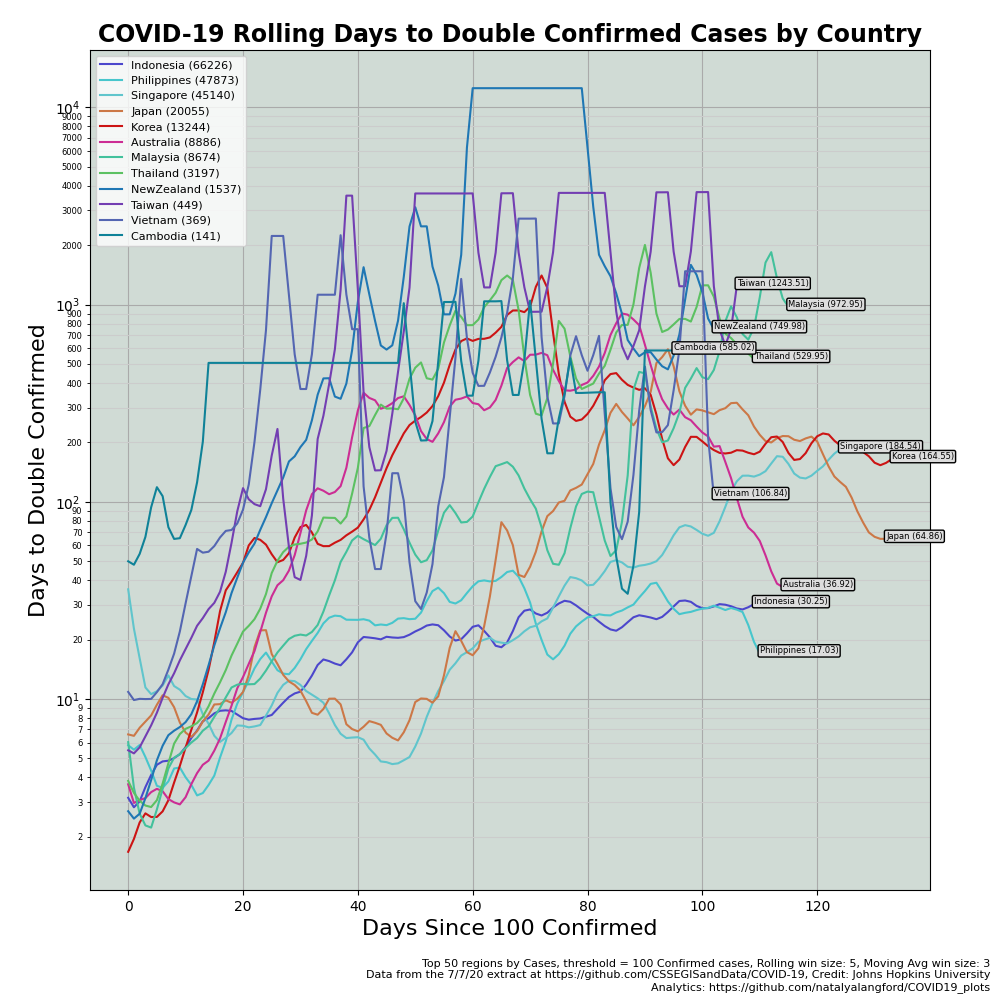 COVID-19 Rolling Days to Double Confirmed Cases by Country
Indonesia (66226)
Philippines (47873)
Singapore (45140)
Japan (20055)
Korea (13244)
Australia (8886)
Malaysia (8674)
Thailand (3197)
NewZealand (1537)
Taiwan (449)
Vietnam (369)
Cambodia (141)
10^4
9000
8000
7000
6000
5000
4000
3000
2000
10^3
900
800
700
600
500
400
300
200
10^2
90
80
70
60
50
40
30
20
10^1
9
8
7
6
5
4
3
2
Days to Double Confirmed
Taiwan (1243.51)
Malaysia (972.95)
NewZealand (749.98)
Cambodia (585.02)
Thailand (529.95)
Singapore (184.54)
Korea (164.55)
Vietnam (106.84)
Japan (64.86)
Australia (36.92)
Indonesia (30.25)
Philippines (17.03)
0 20 40 60 80 100 120
Days Since 100 Confirmed
Top 50 regions by Cases, threshold = 100 Confirmed cases, Rolling win size: 5, Moving Avg win size: 3
Data from the 7/7/20 extract at https://github.com/CSSEGISandData/COVID-19, Credit: Johns Hopkins University
Analytics: https://github.com/natalyalangford/COVID19_plots